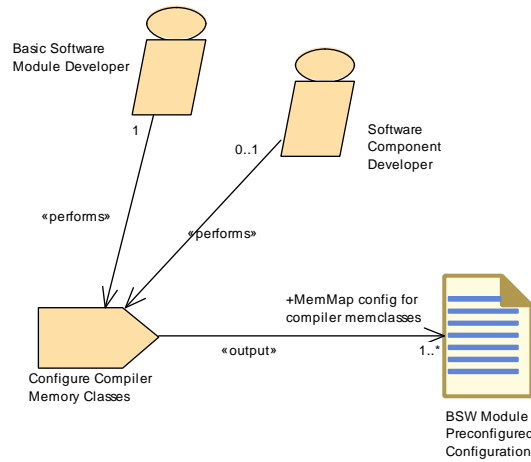 Basic Software
Module Developer
1
0..1
Software
Component
Developer
«performs»
«performs»
+MemMap config for
compiler memclasses
«output»
1..*
Configure Compiler
Memory Classes
BSW Module
Preconfigured
Configuration